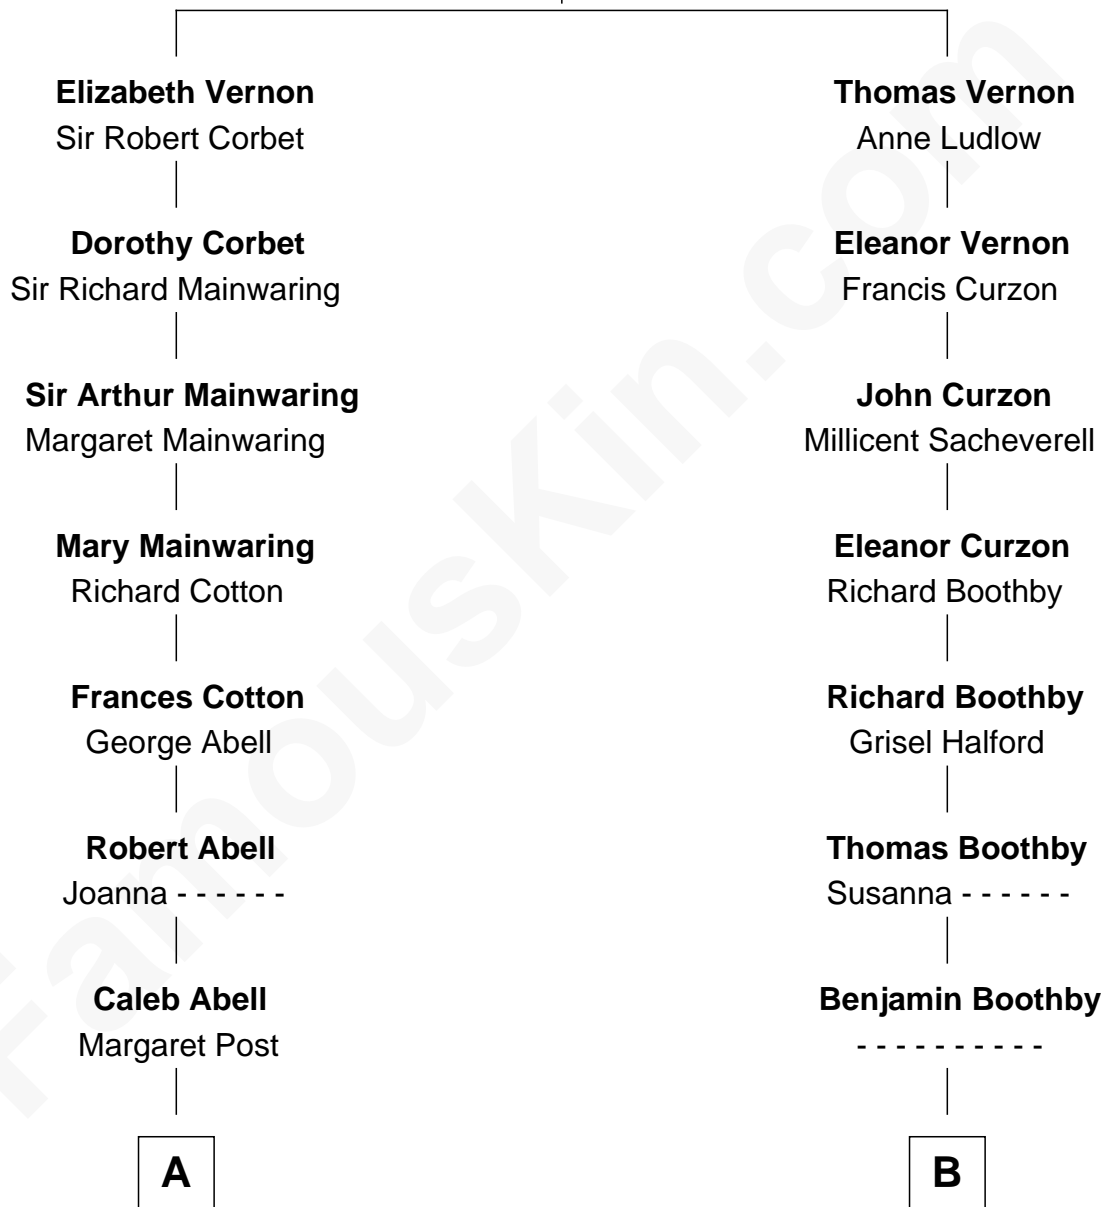 Elizabeth Vernon
Sir Robert Corbet
Dorothy Corbet
Sir Richard Mainwaring
Sir Arthur Mainwaring
Margaret Mainwaring
Mary Mainwaring
Richard Cotton
Frances Cotton
George Abell
Robert Abell
Joanna - - - - - -
Caleb Abell
Margaret Post
A
Thomas Vernon
Anne Ludlow
Eleanor Vernon
Francis Curzon
John Curzon
Millicent Sacheverell
Eleanor Curzon
Richard Boothby
Richard Boothby
Grisel Halford
Thomas Boothby
Susanna - - - - - -
Benjamin Boothby
- - - - - - - - - -
B
FamousKin.com